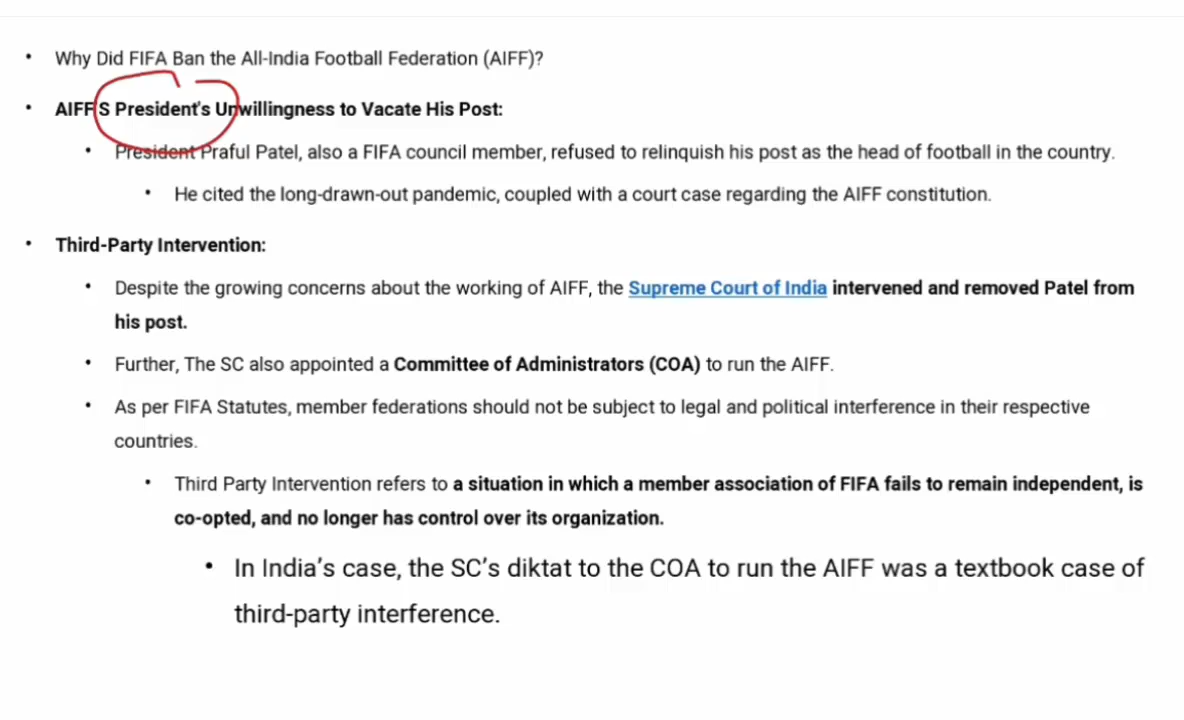 • Why Did FIFA Ban the All-India Football Federation (AIFF)?
• AIFF'S President's Unwillingness to Vacate His Post:
• President Praful Patel, also a FIFA council member, refused to relinquish his post as the head of football in the country.
• He cited the long-drawn-out pandemic, coupled with a court case regarding the AIFF constitution.
• Third-Party Intervention:
• Despite the growing concerns about the working of AIFF, the Supreme Court of India intervened and removed Patel from
his post.
• Further, The SC also appointed a Committee of Administrators (COA) to run the AIFF.
• As per FIFA Statutes, member federations should not be subject to legal and political interference in their respective
countries.
• Third Party Intervention refers to a situation in which a member association of FIFA fails to remain independent, is
co-opted, and no longer has control over its organization.
• In India's case, the SC's diktat to the COA to run the AIFF was a textbook case of
third-party interference.